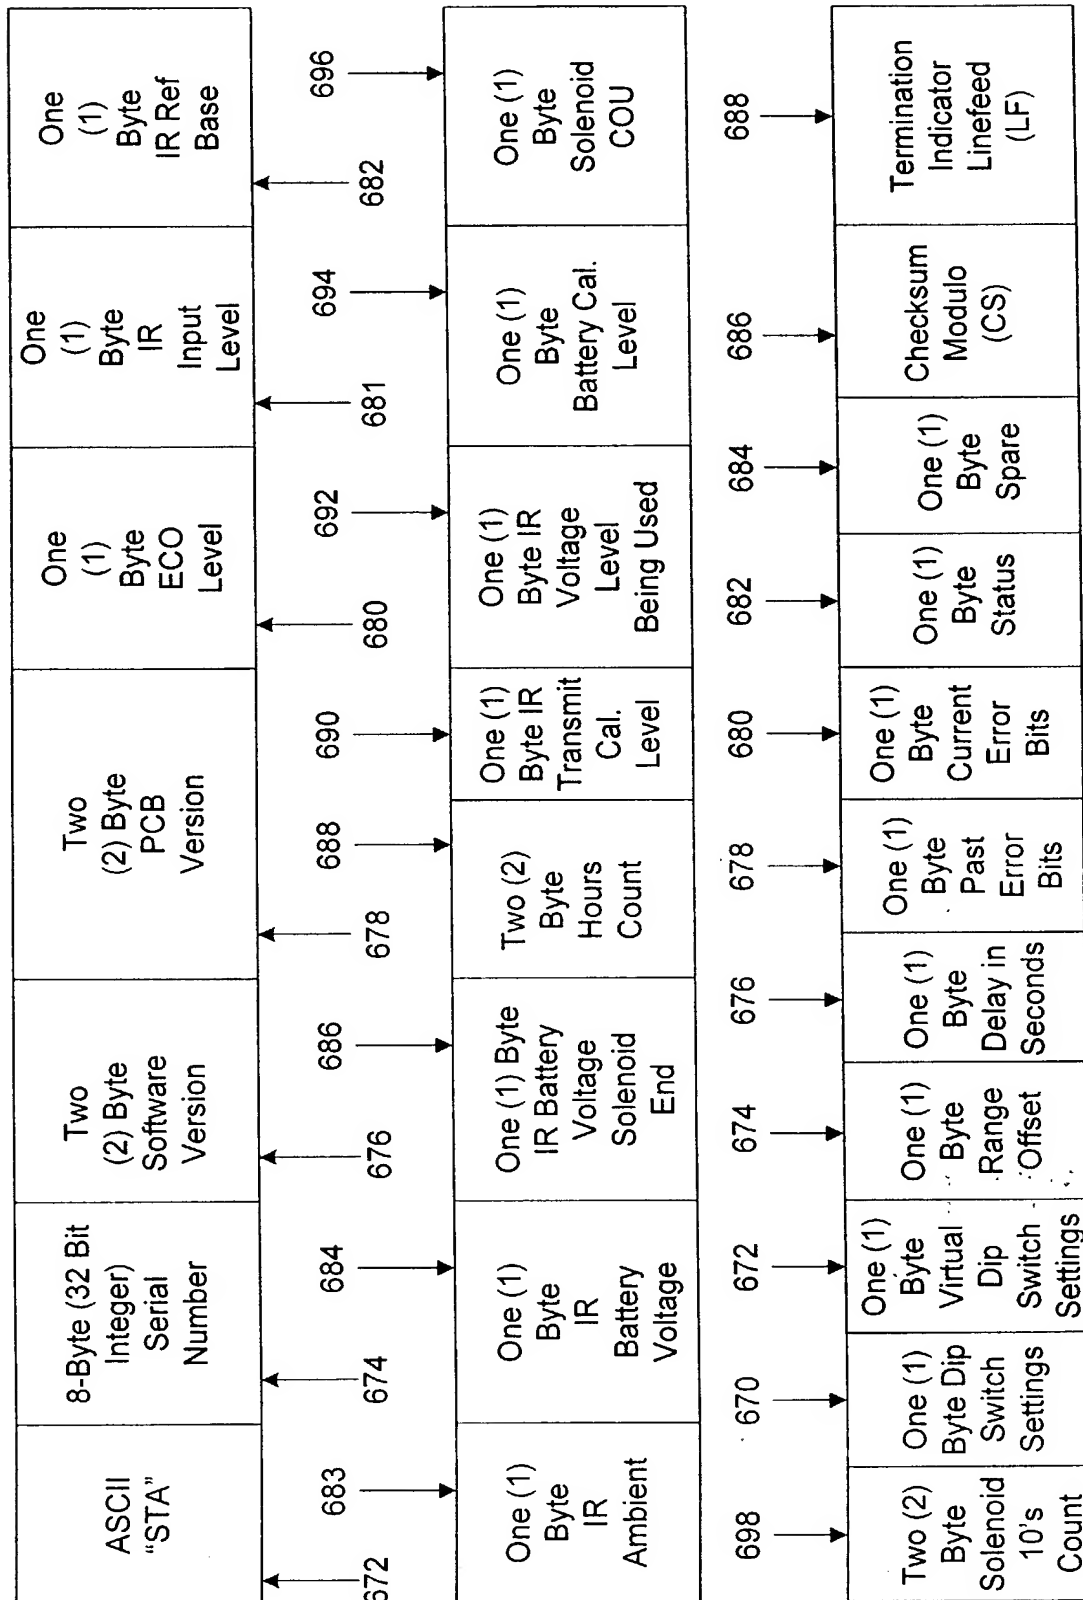 ASCII
“STA”
8-Byte (32 Bit
Integer)
Serial
Number
Two
(2) Byte
Software
Version
Two
(2) Byte
PCB
Version
One
(1)
Byte
ECO
Level
One
(1)
Byte
IR
Input
Level
One
(1)
Byte
IR Ref
Base
672
674
676
678
680
681
682
683
684
686
688
690
692
694
696
One (1)
Byte
IR
Ambient
One (1)
Byte
IR
Battery
Voltage
One (1) Byte
IR Battery
Voltage
Solenoid
End
Two (2)
Byte
Hours
Count
One (1)
Byte IR
Transmit
Cal.
Level
One (1)
Byte IR
Voltage
Level
Being Used
One (1)
Byte
Battery Cal.
Level
One (1)
Byte
Solenoid
COU
698
670
672
674
676
678
680
682
684
686
688
Two (2)
Byte
Solenoid
10's
Count
One (1)
Byte Dip
Switch
Settings
One (1)
Byte
Virtual
Dip
Switch
Settings
One (1)
Byte
Range
Offset
One (1)
Byte
Delay in
Seconds
One (1)
Byte
Past
Error
Bits
One (1)
Byte
Current
Error
Bits
One (1)
Byte
Status
One (1)
Byte
Spare
Checksum
Modulo
(CS)
Termination
Indicator
Linefeed
(LF)